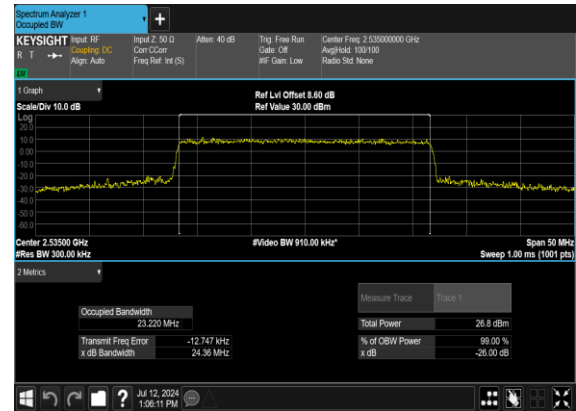 Spectrum Analyzer 1
Occupied BW
KEYSIGHT
R T
LXI
Input: RF
Coupling: DC
Align: Auto
Input Z: 50 Ω
Corr CCorr
Freq Ref: Int (S)
Atten: 40 dB
Trig: Free Run
Gate: Off
#IF Gain: Low
Center Freq: 2.535000000 GHz
Avg|Hold: 100/100
Radio Std: None
1 Graph
Scale/Div 10.0 dB
Ref Lvl Offset 8.60 dB
Ref Value 30.00 dBm
Log
20.0
10.0
0.00
-10.0
-20.0
-30.0
-40.0
-50.0
-60.0
Center 2.53500 GHz
#Res BW 300.00 kHz
#Video BW 910.00 kHz*
Span 50 MHz
Sweep 1.00 ms (1001 pts)
2 Metrics
Occupied Bandwidth
23.220 MHz
Transmit Freq Error -12.747 kHz
x dB Bandwidth 24.36 MHz
Measure Trace Trace 1
Total Power 26.8 dBm
% of OBW Power 99.00 %
x dB -26.00 dB
?
Jul 12, 2024
1:06:11 PM